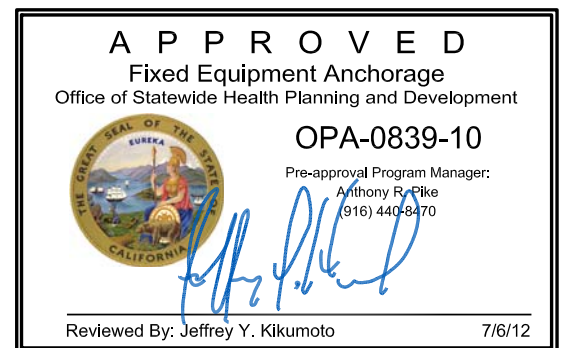 A P P R O V E D
Fixed Equipment Anchorage
Office of Statewide Health Planning and Development
THE GREAT SEAL OF THE STATE OF CALIFORNIA
EUREKA
OPA-0839-10
Pre-approval Program Manager:
Anthony R. Pike
(916) 440-8470
Reviewed By: Jeffrey Y. Kikumoto
7/6/12